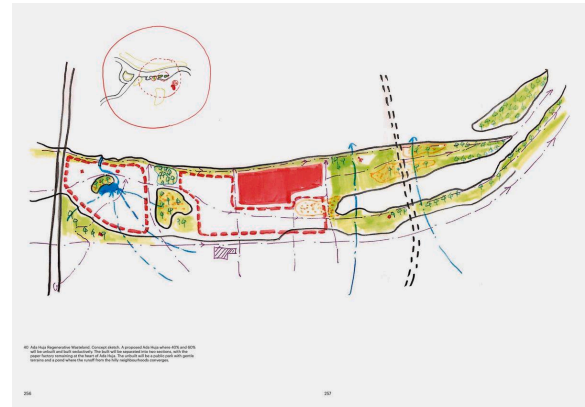 A2. Ada Huja Regenerative Wasteland. Concept sketch. A proposed Ada Huja where 40% and 60%
will be unbuilt and built seclusively. The built will be separated into two sections, with the
paper factory remaining at the heart of Ada Huja. The unbuilt will be a public park with gentle
terrains and a pond where the runoff from the hilly neighbourhoods converges.
256
257